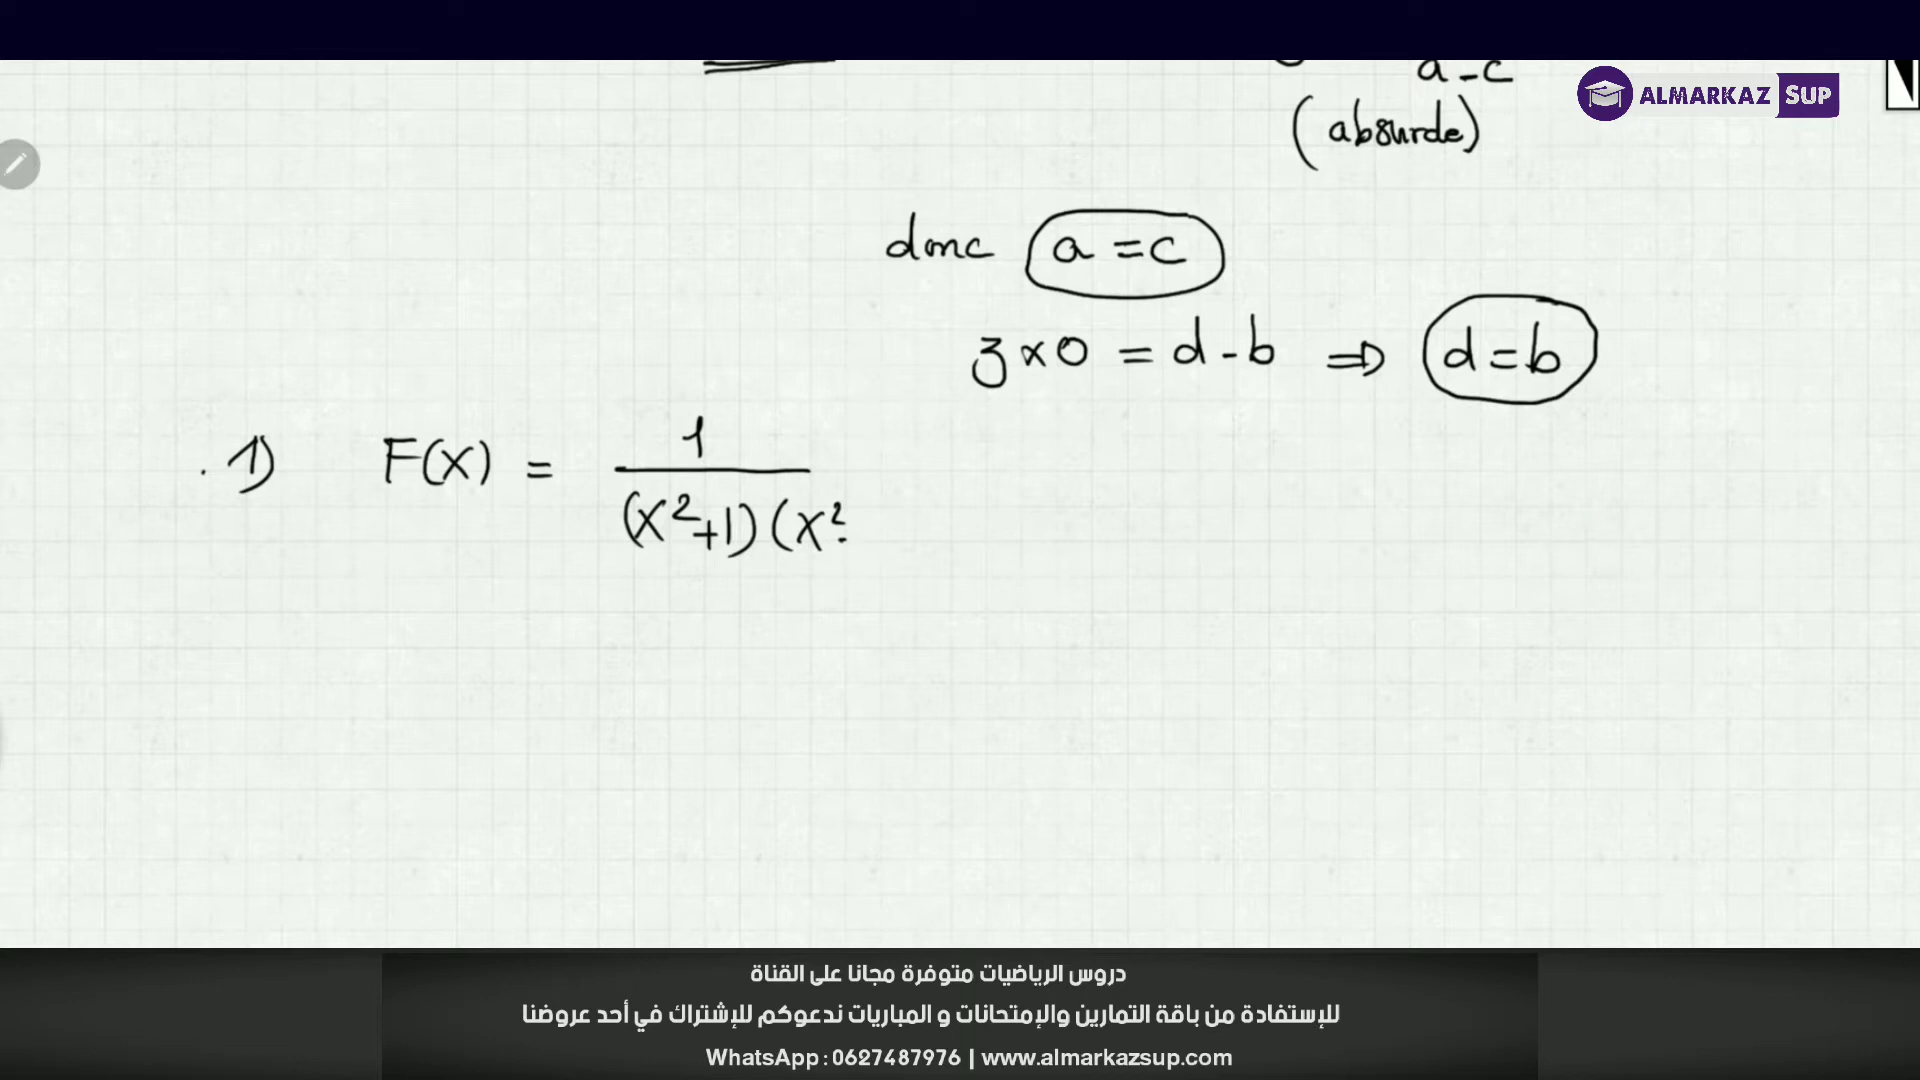 a - c
ALMARKAZ SUP
(absurde)
donc a = c
z × 0 = d - b ⇒ d = b
. 1) F(X) = 1
(X²+1)(X²
دروس الرياضيات متوفرة مجانا على القناة
للإستفادة من باقة التمارين والإمتحانات و المباريات ندعوكم للإشتراك في أحد عروضنا
WhatsApp : 0627487976 | www.almarkazsup.com